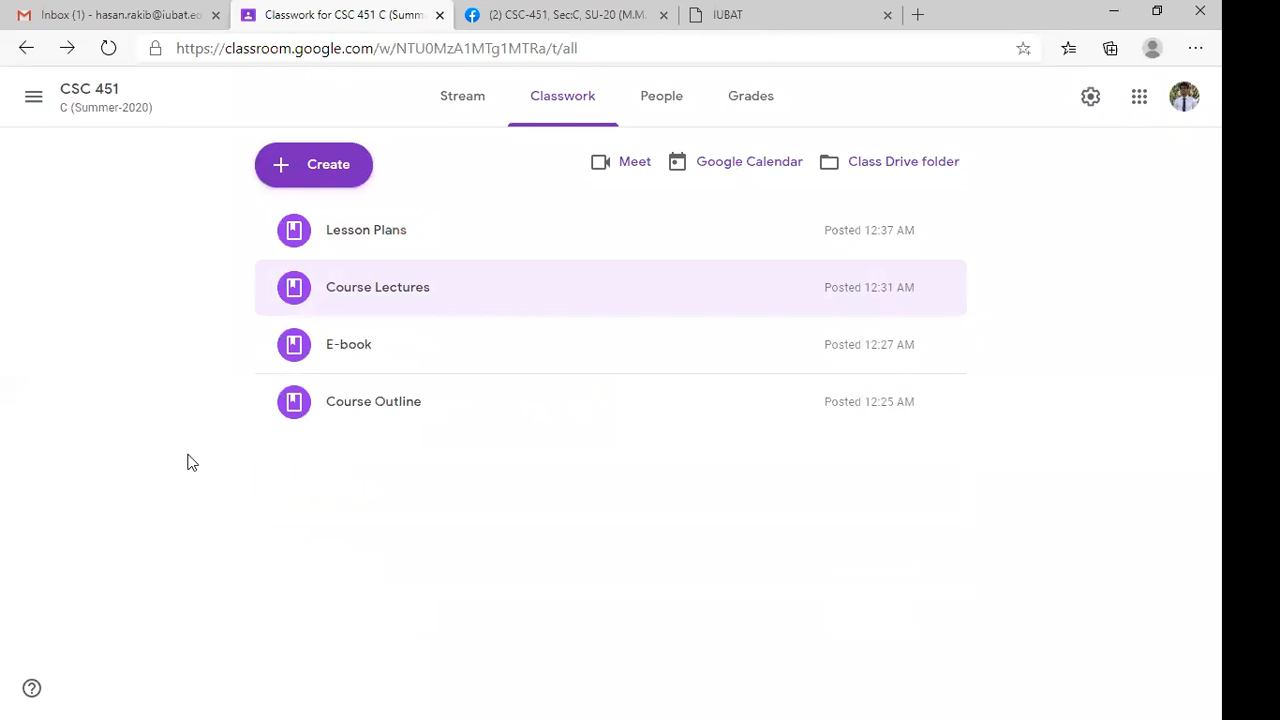 Inbox (1) - hasan.rakib@iubat.eo
Classwork for CSC 451 C (Summ
(2) CSC-451, Sec:C, SU-20 (M.M.
IUBAT
https://classroom.google.com/w/NTU0MzA1MTg1MTRa/t/all
CSC 451
C (Summer-2020)
Stream
Classwork
People
Grades
Create
Meet
Google Calendar
Class Drive folder
Lesson Plans
Posted 12:37 AM
Course Lectures
Posted 12:31 AM
E-book
Posted 12:27 AM
Course Outline
Posted 12:25 AM